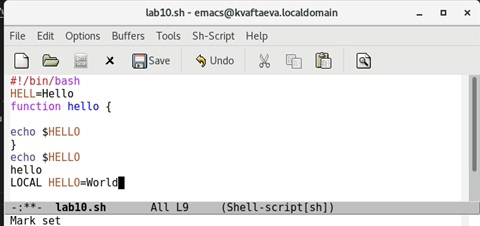 lab10.sh - emacs@kvaftaeva.localdomain
File Edit Options Buffers Tools Sh-Script Help
Save Undo
#!/bin/bash
HELL=Hello
function hello {
echo $HELLO
}
echo $HELLO
hello
LOCAL HELLO=World
-:**- lab10.sh All L9 (Shell-script[sh])
Mark set